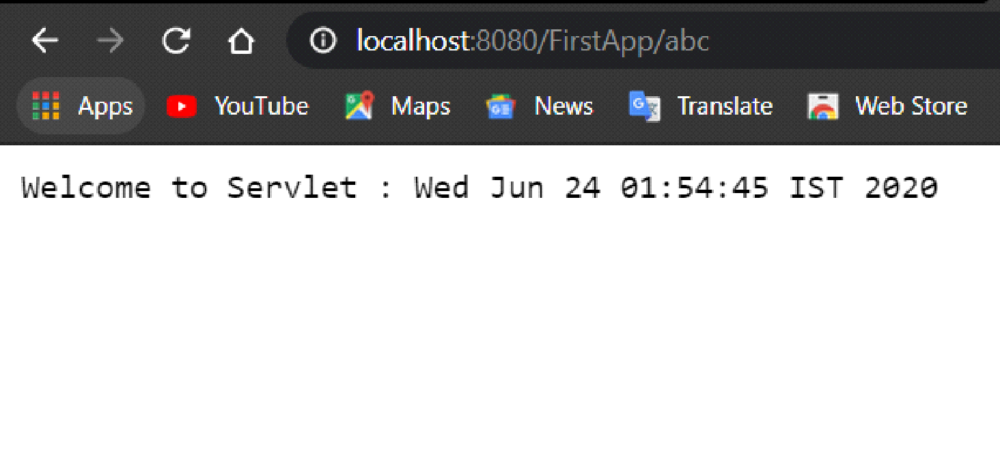 localhost:8080/FirstApp/abc
Apps YouTube Maps News Translate Web Store
Welcome to Servlet : Wed Jun 24 01:54:45 IST 2020